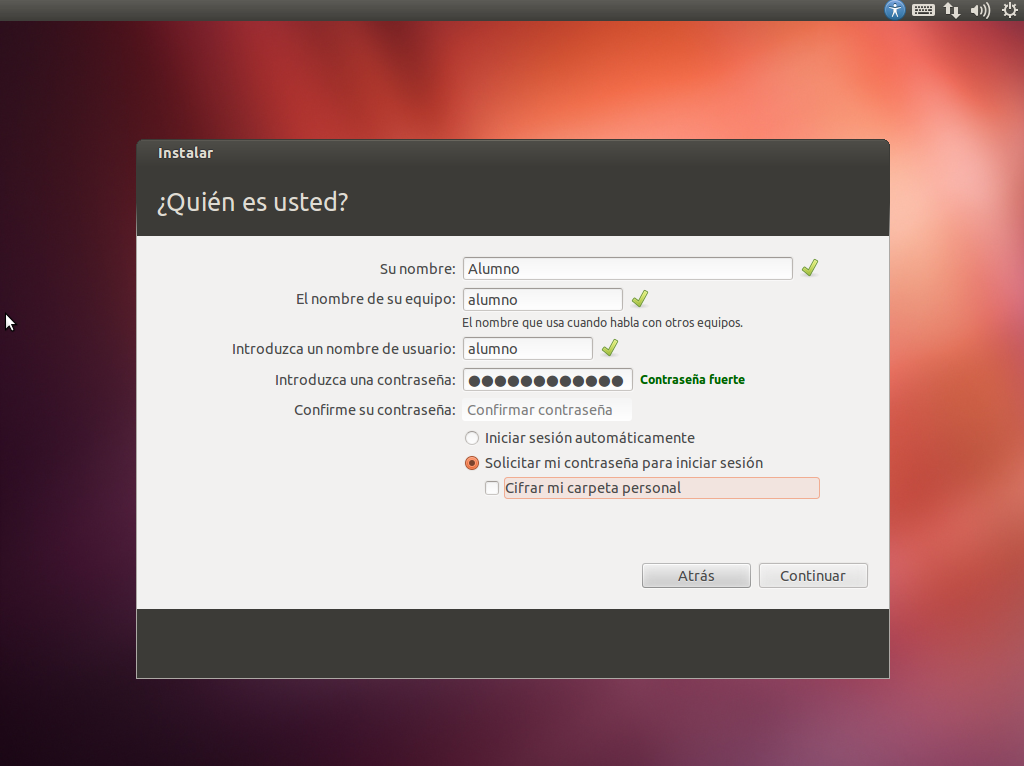 Instalar
¿Quién es usted?
Su nombre: Alumno
El nombre de su equipo: alumno
El nombre que usa cuando habla con otros equipos.
Introduzca un nombre de usuario: alumno
Introduzca una contraseña: ●●●●●●●●●●●● Contraseña fuerte
Confirme su contraseña: Confirmar contraseña
Iniciar sesión automáticamente
Solicitar mi contraseña para iniciar sesión
Cifrar mi carpeta personal
Atrás Continuar